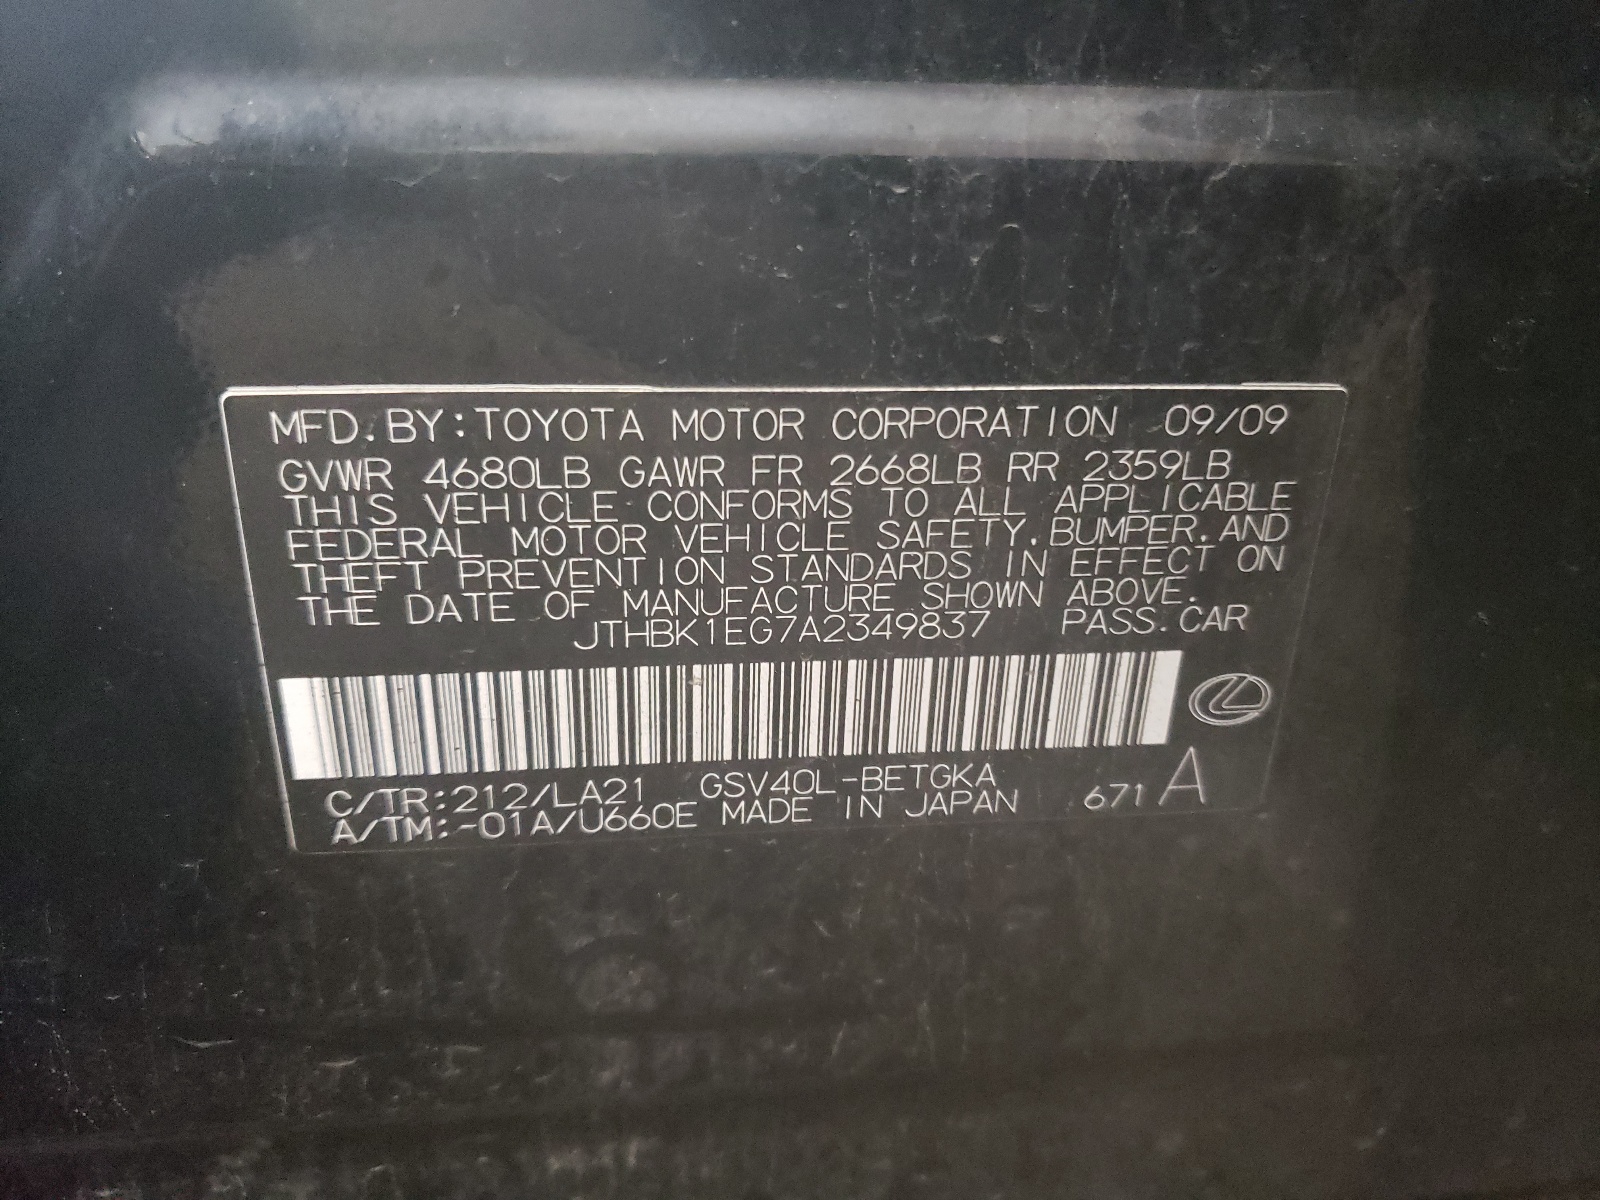 MFD. BY: TOYOTA MOTOR CORPORATION 09/09
GVWR 4680LB GAWR FR 2668LB RR 2359LB
THIS VEHICLE CONFORMS TO ALL APPLICABLE
FEDERAL MOTOR VEHICLE SAFETY, BUMPER, AND
THEFT PREVENTION STANDARDS IN EFFECT ON
THE DATE OF MANUFACTURE SHOWN ABOVE.
JTHBK1EG7A2349837 PASS. CAR
C/TR:212/LA21 GSV40L-BETGKA
A/TM:-01A/U660E MADE IN JAPAN 671 A